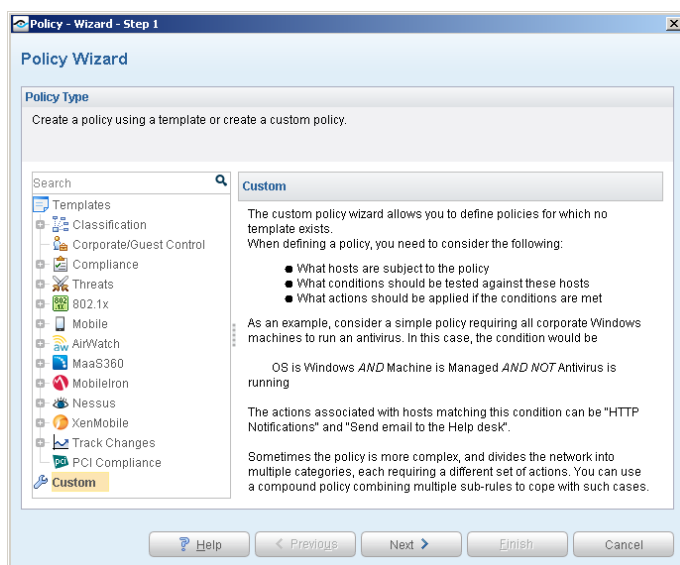 Policy - Wizard - Step 1
Policy Wizard
Policy Type
Create a policy using a template or create a custom policy.
Search
Templates
Classification
Corporate/Guest Control
Compliance
Threats
802.1x
Mobile
AirWatch
MaaS360
MobileIron
Nessus
XenMobile
Track Changes
PCI Compliance
Custom
Custom
The custom policy wizard allows you to define policies for which no
template exists.
When defining a policy, you need to consider the following:
● What hosts are subject to the policy
● What conditions should be tested against these hosts
● What actions should be applied if the conditions are met
As an example, consider a simple policy requiring all corporate Windows
machines to run an antivirus. In this case, the condition would be
OS is Windows AND Machine is Managed AND NOT Antivirus is
running
The actions associated with hosts matching this condition can be "HTTP
Notifications" and "Send email to the Help desk".
Sometimes the policy is more complex, and divides the network into
multiple categories, each requiring a different set of actions. You can use
a compound policy combining multiple sub-rules to cope with such cases.
Help
Previous
Next
Finish
Cancel